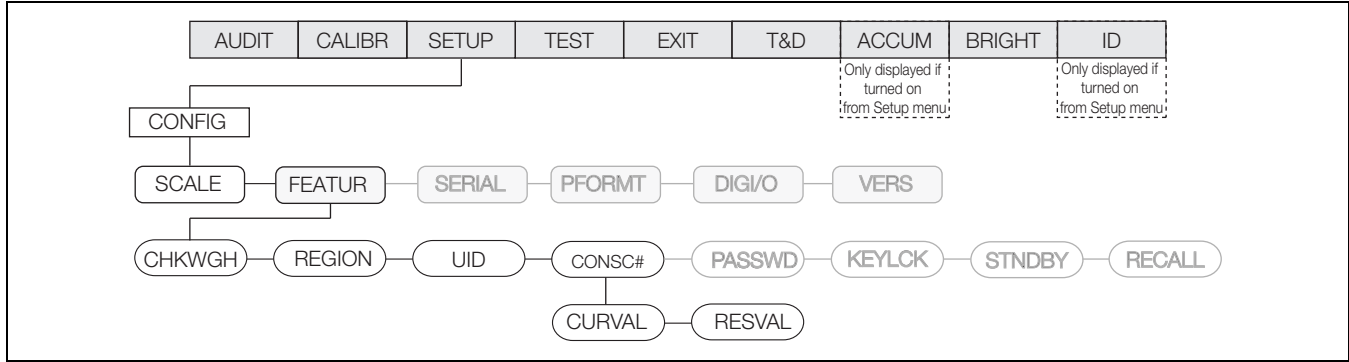 AUDIT CALIBR SETUP TEST EXIT T&D ACCUM BRIGHT ID
Only displayed if
turned on
from Setup menu
Only displayed if
turned on
from Setup menu
CONFIG
SCALE FEATUR SERIAL PFORMT DIGI/O VERS
CHKWGH REGION UID CONSC# PASSWD KEYLCK STNDBY RECALL
CURVAL RESVAL